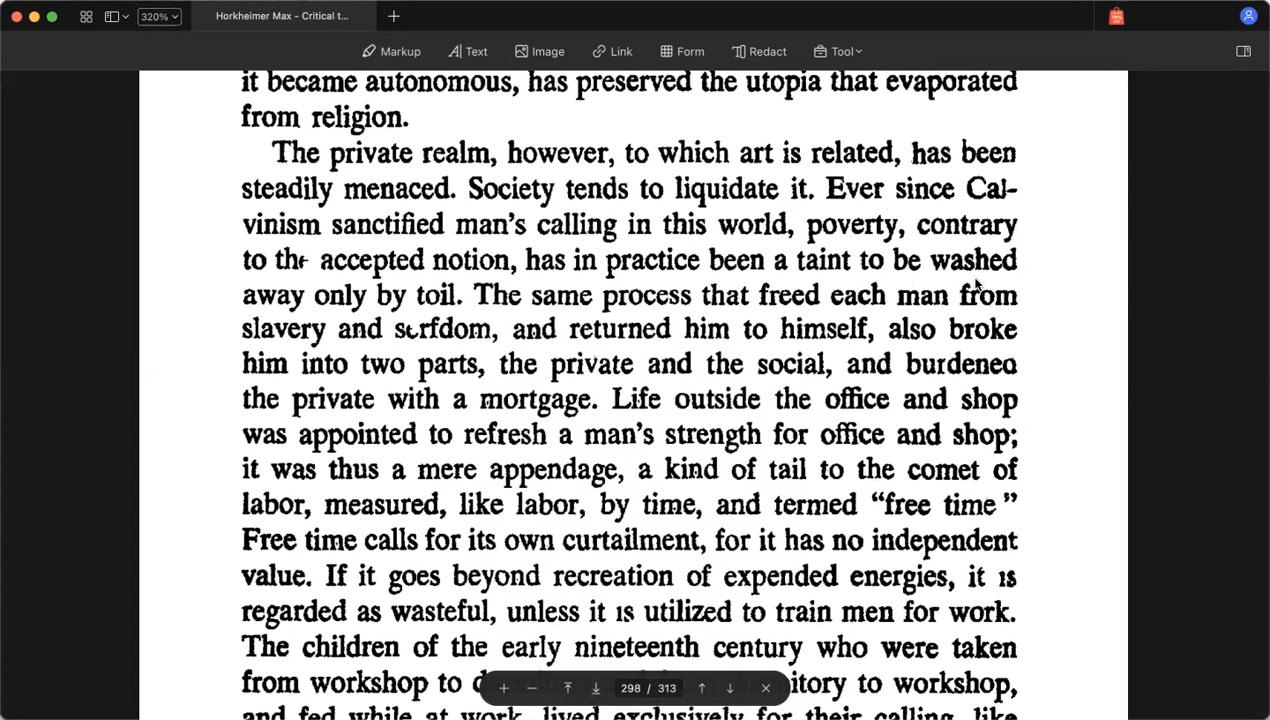 320%
Horkheimer Max - Critical t...
Markup Text Image Link Form Redact Tool
it became autonomous, has preserved the utopia that evaporated
from religion.
The private realm, however, to which art is related, has been
steadily menaced. Society tends to liquidate it. Ever since Cal-
vinism sanctified man's calling in this world, poverty, contrary
to the accepted notion, has in practice been a taint to be washed
away only by toil. The same process that freed each man from
slavery and serfdom, and returned him to himself, also broke
him into two parts, the private and the social, and burdened
the private with a mortgage. Life outside the office and shop
was appointed to refresh a man's strength for office and shop;
it was thus a mere appendage, a kind of tail to the comet of
labor, measured, like labor, by time, and termed “free time”
Free time calls for its own curtailment, for it has no independent
value. If it goes beyond recreation of expended energies, it is
regarded as wasteful, unless it is utilized to train men for work.
The children of the early nineteenth century who were taken
from workshop to itory to workshop,
and fed while at work, lived exclusively for their calling, like
298 / 313